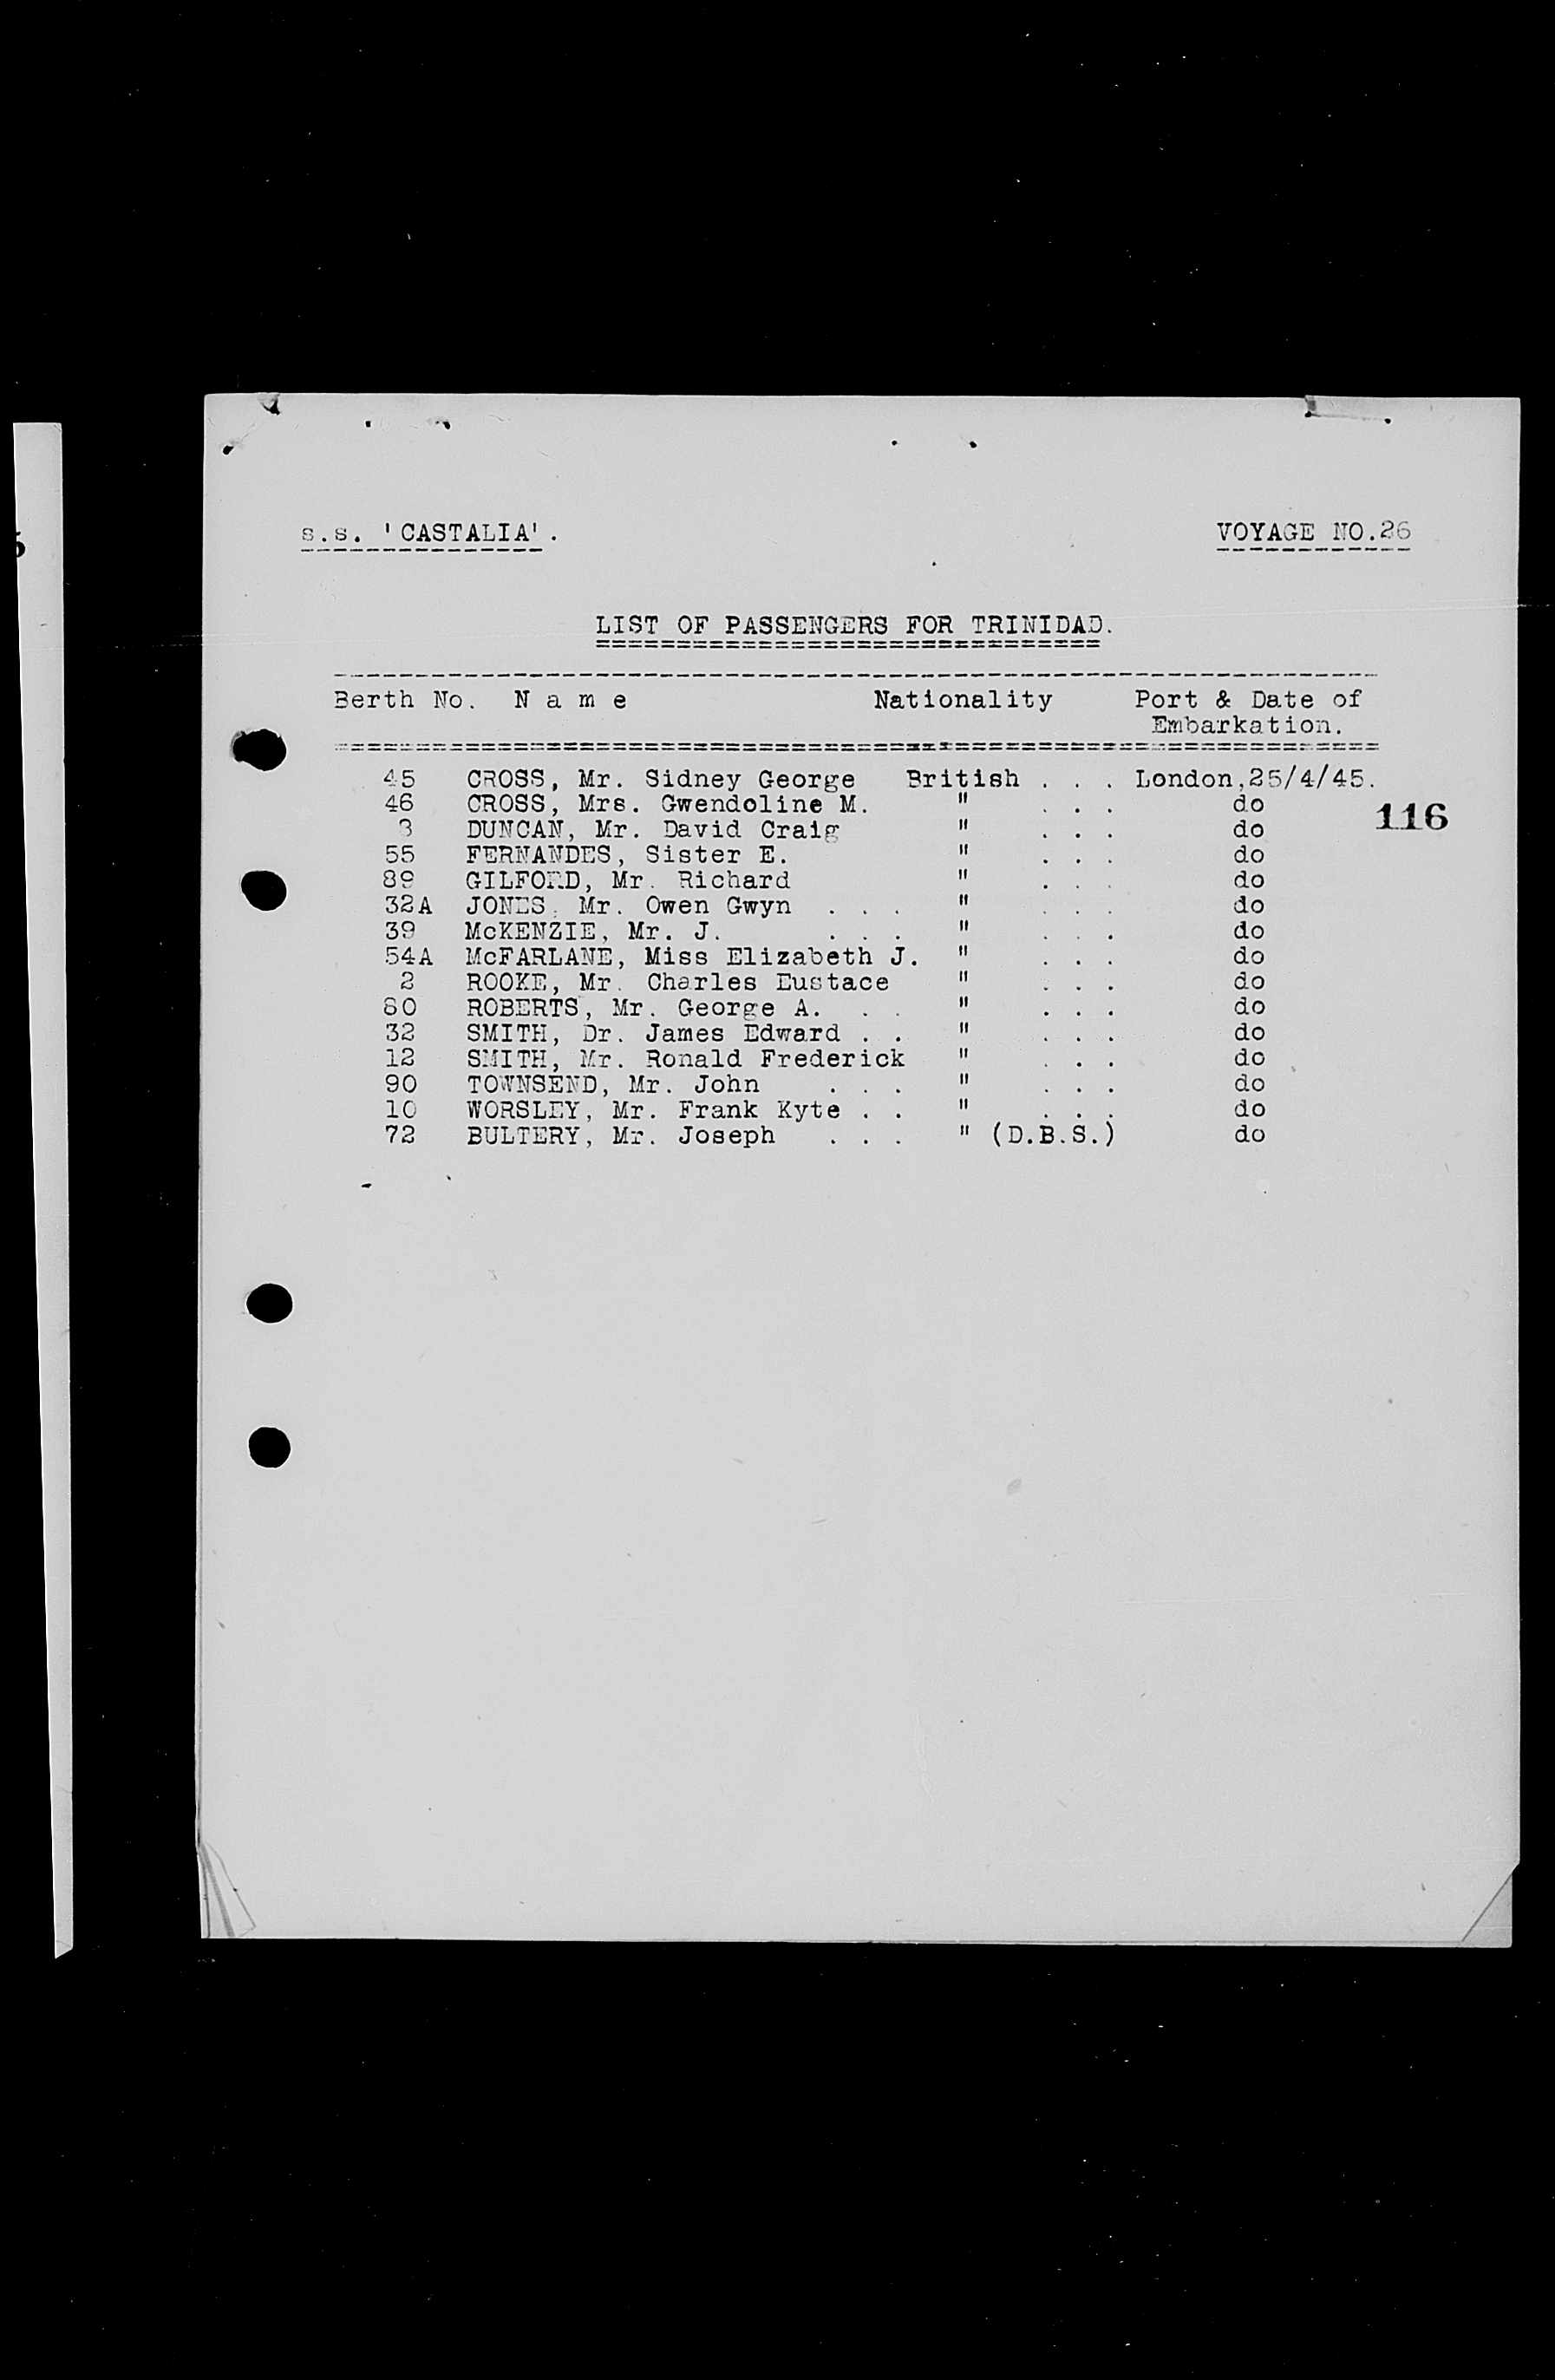 s.s. 'CASTALIA'. VOYAGE NO.26
LIST OF PASSENGERS FOR TRINIDAD.
Berth No. N a m e Nationality Port & Date of
Embarkation.
45 CROSS, Mr. Sidney George British . . . London,25/4/45.
46 CROSS, Mrs. Gwendoline M. " . . . do
116
3 DUNCAN, Mr. David Craig " . . . do
55 FERNANDES, Sister E. " . . . do
89 GILFORD, Mr. Richard " . . . do
32A JONES, Mr. Owen Gwyn . . . " . . . do
39 McKENZIE, Mr. J. . . . " . . . do
54A McFARLANE, Miss Elizabeth J. " . . . do
2 ROOKE, Mr. Charles Eustace " . . . do
80 ROBERTS, Mr. George A. . . " . . . do
32 SMITH, Dr. James Edward . . " . . . do
12 SMITH, Mr. Ronald Frederick " . . . do
90 TOWNSEND, Mr. John . . . " . . . do
10 WORSLEY, Mr. Frank Kyte . . " . . . do
72 BULTERY, Mr. Joseph . . . " (D.B.S.) do